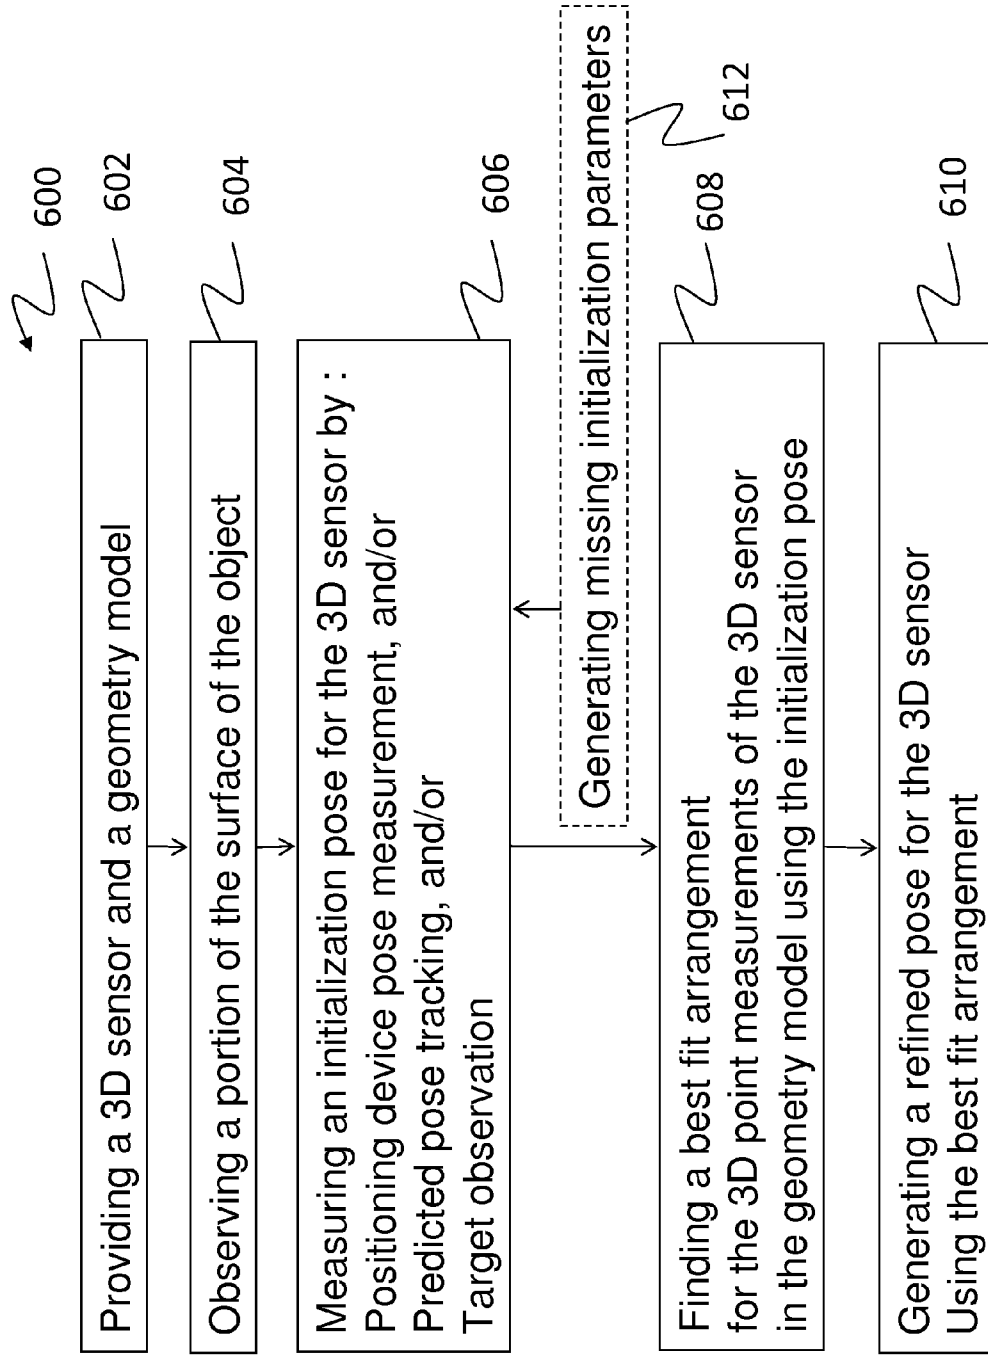 600
Providing a 3D sensor and a geometry model
602
Observing a portion of the surface of the object
604
Measuring an initialization pose for the 3D sensor by :
Positioning device pose measurement, and/or
Predicted pose tracking, and/or
Target observation
606
Generating missing initialization parameters
612
Finding a best fit arrangement
for the 3D point measurements of the 3D sensor
in the geometry model using the initialization pose
608
Generating a refined pose for the 3D sensor
Using the best fit arrangement
610